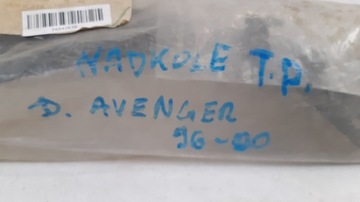 NADKOLE T.P.
D. AVENGER
96-00